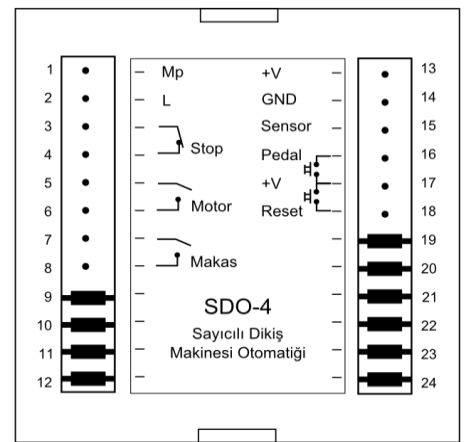 1 Mp +V 13
2 L GND 14
3 Sensor 15
4 Stop Pedal 16
5 +V 17
6 Motor Reset 18
7 19
8 Makas 20
9 SDO-4 21
10 Sayıcılı Dikiş 22
11 Makinesi Otomatiği 23
12 24